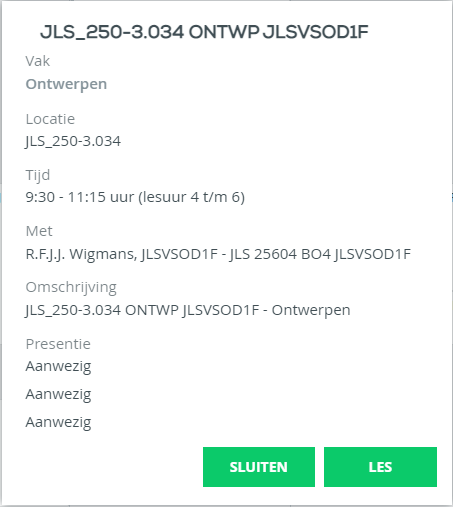 JLS_250-3.034 ONTWP JLSVSOD1F
Vak
Ontwerpen
Locatie
JLS_250-3.034
Tijd
9:30 - 11:15 uur (lesuur 4 t/m 6)
Met
R.F.J.J. Wigmans, JLSVSOD1F - JLS 25604 BO4 JLSVSOD1F
Omschrijving
JLS_250-3.034 ONTWP JLSVSOD1F - Ontwerpen
Presentie
Aanwezig
Aanwezig
Aanwezig
SLUITEN LES